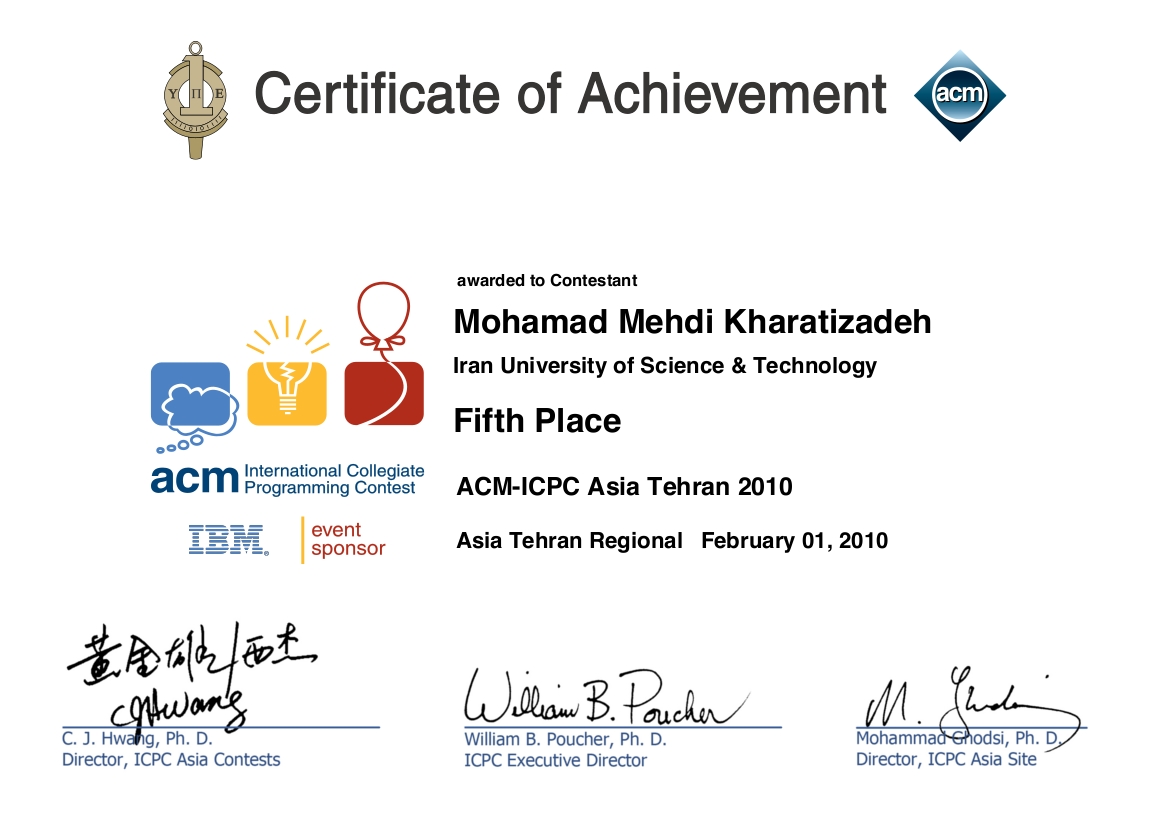 Υ Π Ε
Certificate of Achievement
acm
awarded to Contestant
Mohamad Mehdi Kharatizadeh
Iran University of Science & Technology
Fifth Place
acm International Collegiate
Programming Contest
ACM-ICPC Asia Tehran 2010
IBM® event
sponsor
Asia Tehran Regional February 01, 2010
黄金雄/西杰
CJHwang
C. J. Hwang, Ph. D.
Director, ICPC Asia Contests
William B. Poucher
William B. Poucher, Ph. D.
ICPC Executive Director
M. Ghodsi
Mohammad Ghodsi, Ph. D.
Director, ICPC Asia Site